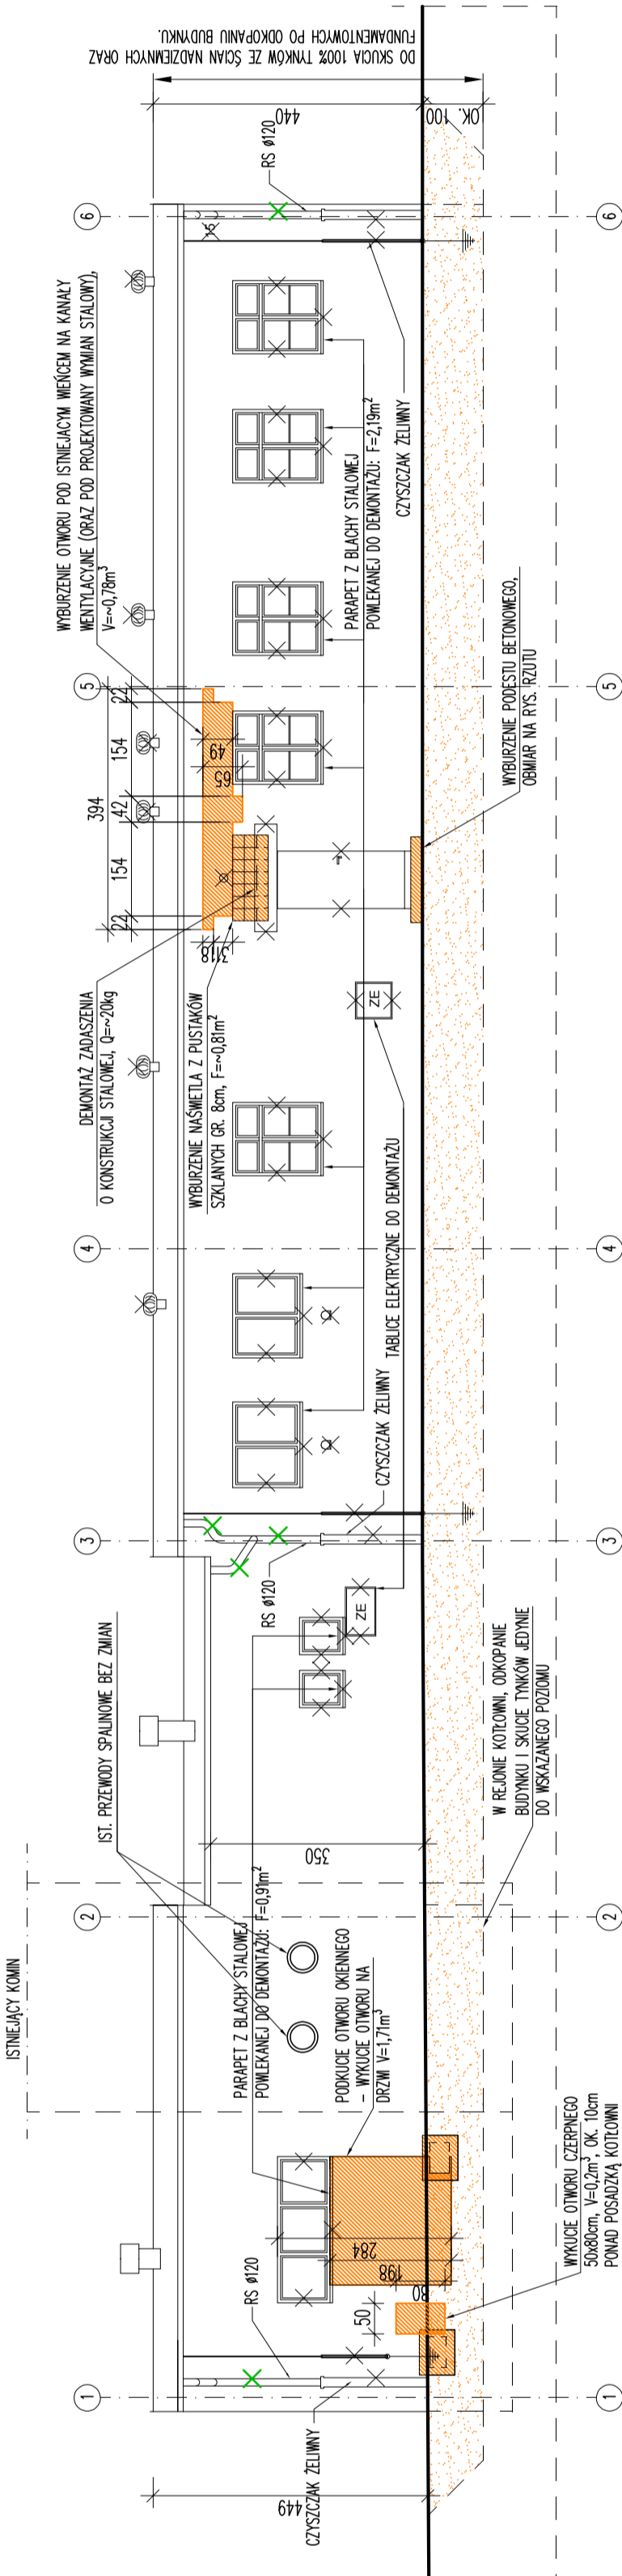 ISTNIEJĄCY KOMIN
IST. PRZEWODY SPALINOWE BEZ ZMIAN
DEMONTAŻ ZADASZENIA
O KONSTRUKCJI STALOWEJ, Q=~20kg
WYBURZENIE OTWORU POD ISTNIEJĄCYM WIEŃCEM NA KANAŁY
WENTYLACYJNE (ORAZ POD PROJEKTOWANY WYMIAN STALOWY),
V=~0,78m³
DO SKUCIA 100% TYNKÓW ZE ŚCIAN NADZIEMNYCH ORAZ
FUNDAMENTOWYCH PO ODKOPANIU BUDYNKU.
1
2
3
4
5
6
394
22
154
42
154
22
49
65
31
18
15
440
OK. 100
449
350
RS ø120
RS ø120
RS ø120
WYBURZENIE NAŚWIETLA Z PUSTAKÓW
SZKLANYCH GR. 8cm, F=~0,81m²
PARAPET Z BLACHY STALOWEJ
POWLEKANEJ DO DEMONTAŻU: F=0,91m²
PARAPET Z BLACHY STALOWEJ
POWLEKANEJ DO DEMONTAŻU: F=2,19m²
PODKUCIE OTWORU OKIENNEGO
- WYKUCIE OTWORU NA
DRZWI V=1,71m³
284
198
80
50
ZE
ZE
CZYSZCZAK ŻELIWNY
CZYSZCZAK ŻELIWNY
CZYSZCZAK ŻELIWNY
TABLICE ELEKTRYCZNE DO DEMONTAŻU
WYKUCIE OTWORU CZERPNEGO
50x80cm, V=0,2m³, OK. 10cm
PONAD POSADZKĄ KOTŁOWNI
W REJONIE KOTŁOWNI, ODKOPANIE
BUDYNKU I SKUCIE TYNKÓW JEDYNIE
DO WSKAZANEGO POZIOMU
WYBURZENIE PODESTU BETONOWEGO,
OBMIAR NA RYS. RZUTU
1
2
3
4
5
6